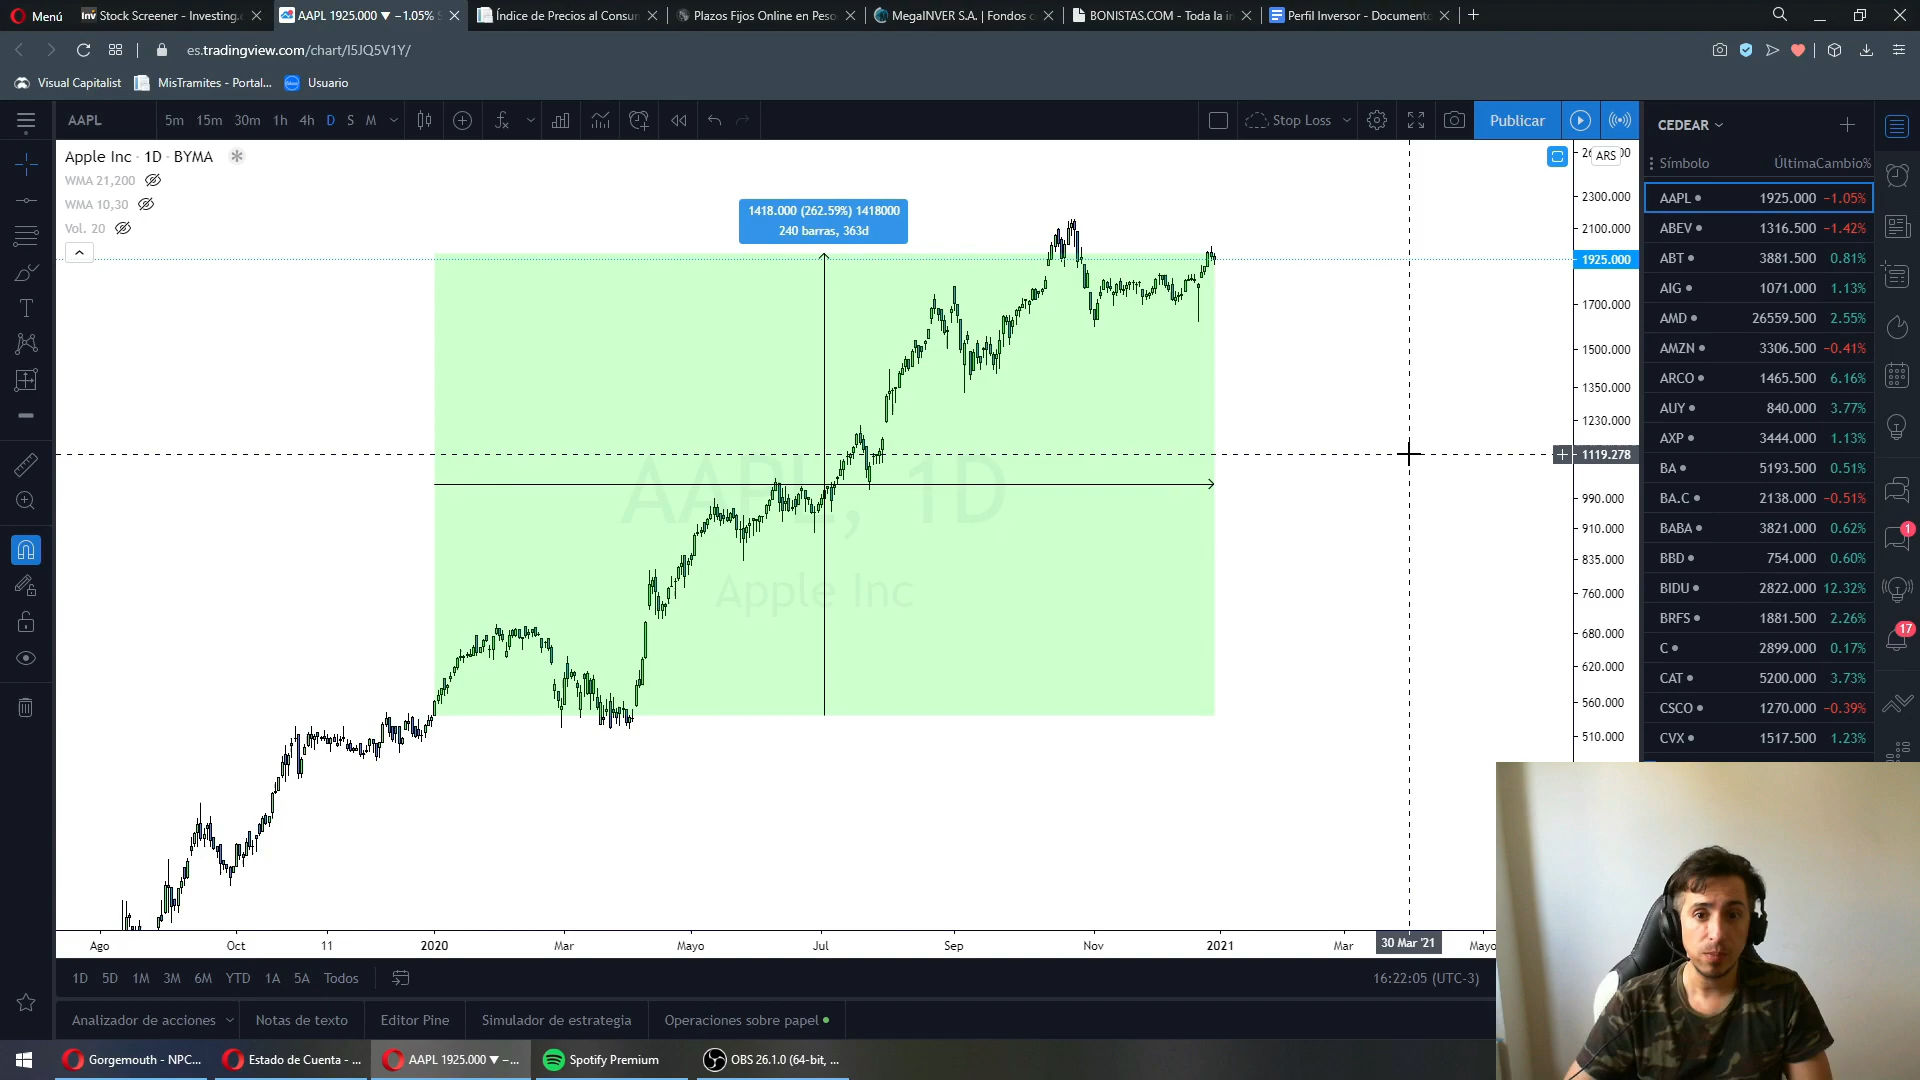 Menú
Stock Screener - Investing.c
AAPL 1925.000 ▼ −1.05% S
Índice de Precios al Consum
Plazos Fijos Online en Peso
MegaINVER S.A. | Fondos c
BONISTAS.COM - Toda la in
Perfil Inversor - Documento
es.tradingview.com/chart/I5JQ5V1Y/
Visual Capitalist
MisTramites - Portal...
Usuario
AAPL
5m
15m
30m
1h
4h
D
S
M
Stop Loss
Publicar
CEDEAR
Apple Inc · 1D · BYMA
WMA 21,200
WMA 10,30
Vol. 20
1418.000 (262.59%) 1418000
240 barras, 363d
AAPL, 1D
Apple Inc
ARS
2300.000
2100.000
1925.000
1700.000
1500.000
1350.000
1230.000
1119.278
990.000
910.000
835.000
760.000
680.000
620.000
560.000
510.000
Símbolo ÚltimaCambio%
AAPL 1925.000 −1.05%
ABEV 1316.500 −1.42%
ABT 3881.500 0.81%
AIG 1071.000 1.13%
AMD 26559.500 2.55%
AMZN 3306.500 −0.41%
ARCO 1465.500 6.16%
AUY 840.000 3.77%
AXP 3444.000 1.13%
BA 5193.500 0.51%
BA.C 2138.000 −0.51%
BABA 3821.000 0.62%
BBD 754.000 0.60%
BIDU 2822.000 12.32%
BRFS 1881.500 2.26%
C 2899.000 0.17%
CAT 5200.000 3.73%
CSCO 1270.000 −0.39%
CVX 1517.500 1.23%
1
17
Ago
Oct
11
2020
Mar
Mayo
Jul
Sep
Nov
2021
Mar
30 Mar '21
Mayo
1D
5D
1M
3M
6M
YTD
1A
5A
Todos
16:22:05 (UTC-3)
Analizador de acciones
Notas de texto
Editor Pine
Simulador de estrategia
Operaciones sobre papel
Gorgemouth - NPC...
Estado de Cuenta - ...
AAPL 1925.000 ▼ −...
Spotify Premium
OBS 26.1.0 (64-bit, ...